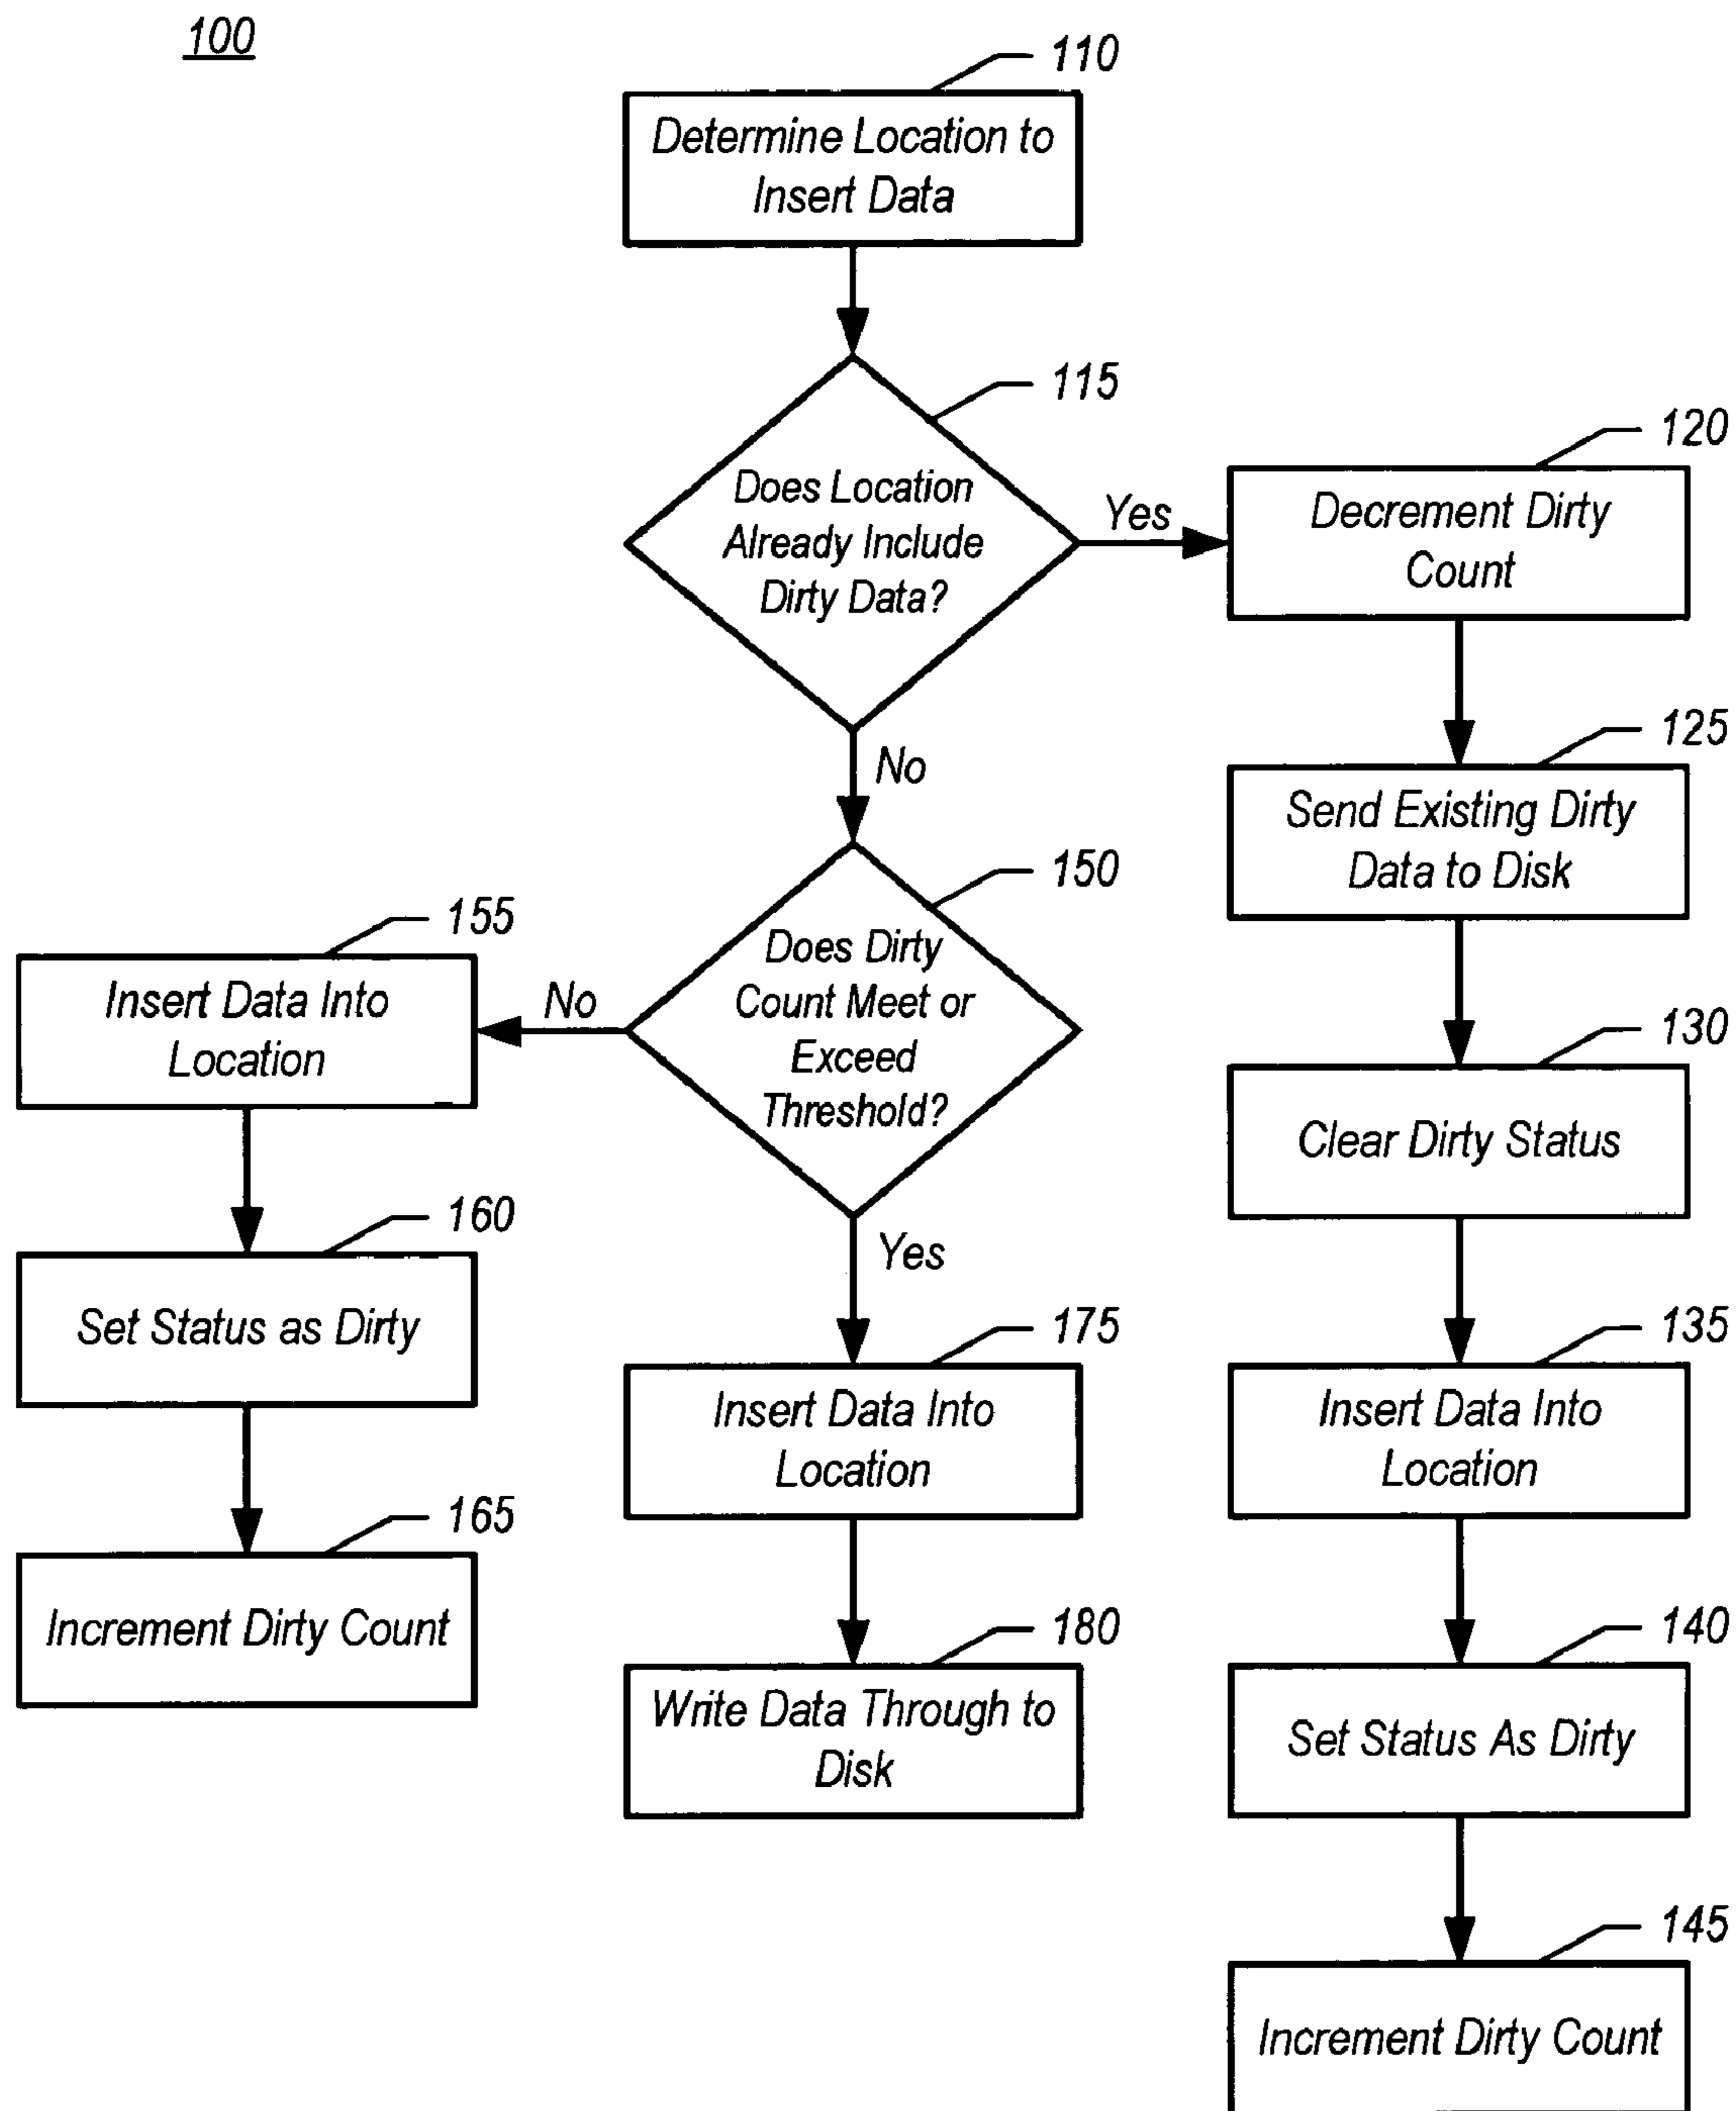 100
110
Determine Location to
Insert Data
115
Does Location
Already Include
Dirty Data?
Yes
120
Decrement Dirty
Count
No
125
Send Existing Dirty
Data to Disk
150
Does Dirty
Count Meet or
Exceed
Threshold?
No
155
Insert Data Into
Location
130
Clear Dirty Status
160
Set Status as Dirty
Yes
175
Insert Data Into
Location
135
Insert Data Into
Location
165
Increment Dirty Count
180
Write Data Through to
Disk
140
Set Status As Dirty
145
Increment Dirty Count